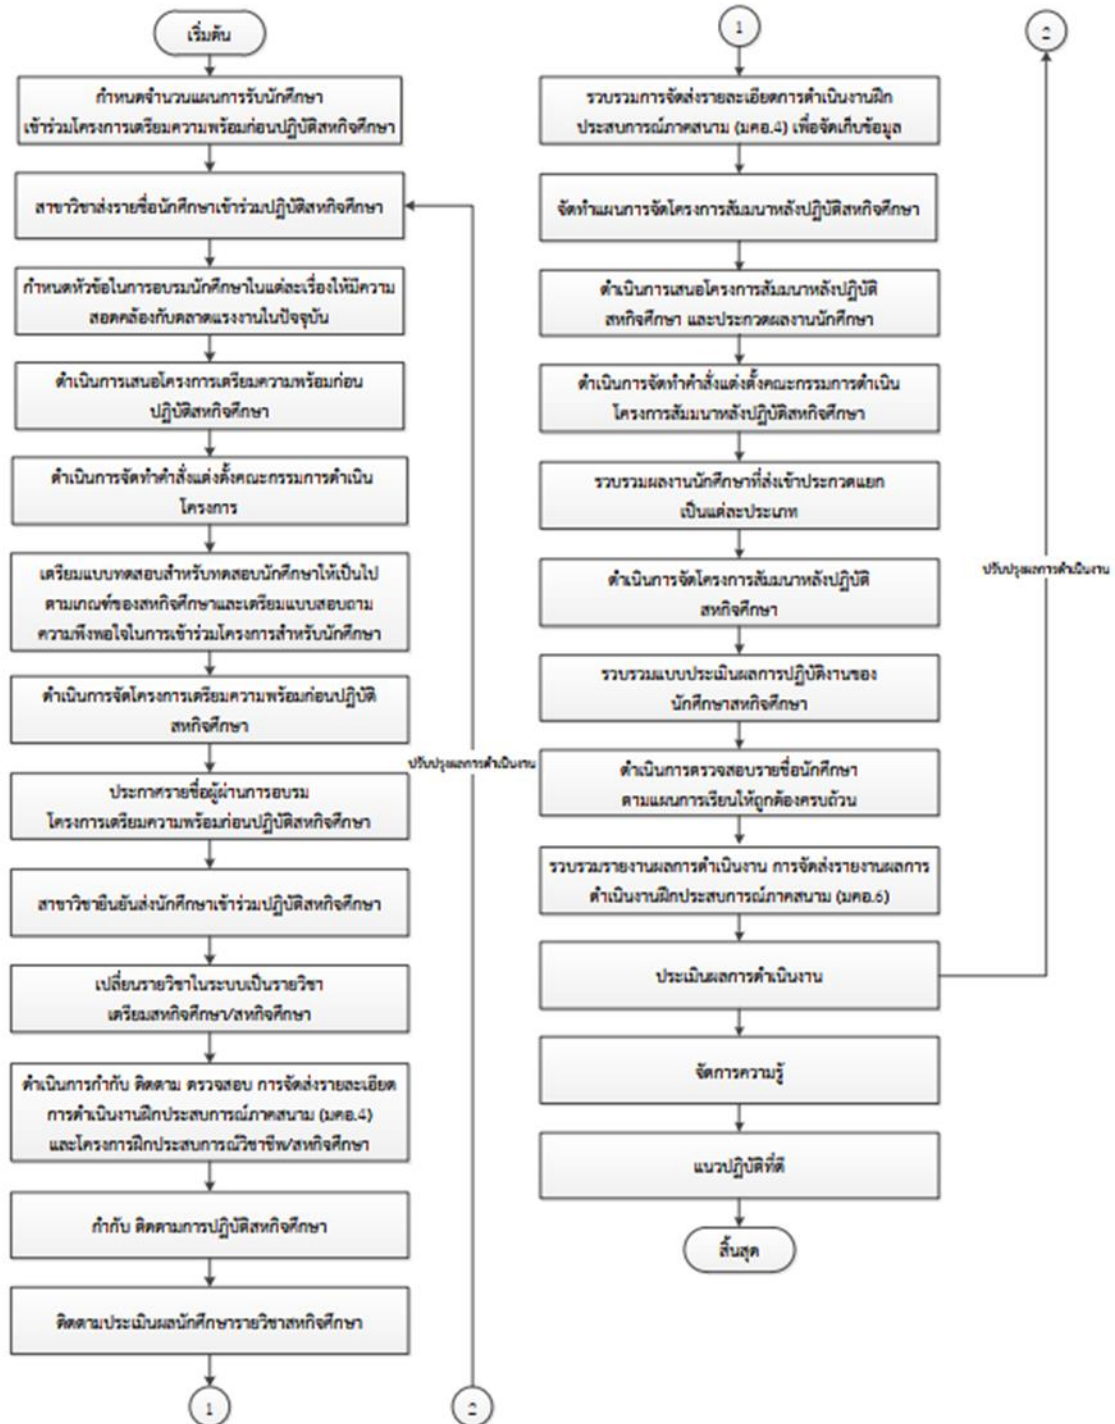 เริ่มต้น
กำหนดจำนวนแผนการรับนักศึกษา
เข้าร่วมโครงการเตรียมความพร้อมก่อนปฏิบัติสหกิจศึกษา
สาขาวิชาส่งรายชื่อนักศึกษาเข้าร่วมปฏิบัติสหกิจศึกษา
กำหนดหัวข้อในการอบรมนักศึกษาในแต่ละเรื่องให้มีความ
สอดคล้องกับตลาดแรงงานในปัจจุบัน
ดำเนินการเสนอโครงการเตรียมความพร้อมก่อน
ปฏิบัติสหกิจศึกษา
ดำเนินการจัดทำคำสั่งแต่งตั้งคณะกรรมการดำเนิน
โครงการ
เตรียมแบบทดสอบสำหรับทดสอบนักศึกษาให้เป็นไป
ตามเกณฑ์ของสหกิจศึกษาและเตรียมแบบสอบถาม
ความพึงพอใจในการเข้าร่วมโครงการสำหรับนักศึกษา
ดำเนินการจัดโครงการเตรียมความพร้อมก่อนปฏิบัติ
สหกิจศึกษา
ประกาศรายชื่อผู้ผ่านการอบรม
โครงการเตรียมความพร้อมก่อนปฏิบัติสหกิจศึกษา
สาขาวิชายืนยันส่งนักศึกษาเข้าร่วมปฏิบัติสหกิจศึกษา
เปลี่ยนรายวิชาในระบบเป็นรายวิชา
เตรียมสหกิจศึกษา/สหกิจศึกษา
ดำเนินการกำกับ ติดตาม ตรวจสอบ การจัดส่งรายละเอียด
การดำเนินงานฝึกประสบการณ์ภาคสนาม (มคอ.4)
และโครงการฝึกประสบการณ์วิชาชีพ/สหกิจศึกษา
กำกับ ติดตามการปฏิบัติสหกิจศึกษา
ติดตามประเมินผลนักศึกษารายวิชาสหกิจศึกษา
1
ปรับปรุงผลการดำเนินงาน
2
1
รวบรวมการจัดส่งรายละเอียดการดำเนินงานฝึก
ประสบการณ์ภาคสนาม (มคอ.4) เพื่อจัดเก็บข้อมูล
จัดทำแผนการจัดโครงการสัมมนาหลังปฏิบัติสหกิจศึกษา
ดำเนินการเสนอโครงการสัมมนาหลังปฏิบัติ
สหกิจศึกษา และประกวดผลงานนักศึกษา
ดำเนินการจัดทำคำสั่งแต่งตั้งคณะกรรมการดำเนิน
โครงการสัมมนาหลังปฏิบัติสหกิจศึกษา
รวบรวมผลงานนักศึกษาที่ส่งเข้าประกวดแยก
เป็นแต่ละประเภท
ดำเนินการจัดโครงการสัมมนาหลังปฏิบัติ
สหกิจศึกษา
รวบรวมแบบประเมินผลการปฏิบัติงานของ
นักศึกษาสหกิจศึกษา
ดำเนินการตรวจสอบรายชื่อนักศึกษา
ตามแผนการเรียนให้ถูกต้องครบถ้วน
รวบรวมรายงานผลการดำเนินงาน การจัดส่งรายงานผลการ
ดำเนินงานฝึกประสบการณ์ภาคสนาม (มคอ.6)
ประเมินผลการดำเนินงาน
จัดการความรู้
แนวปฏิบัติที่ดี
สิ้นสุด
2
ปรับปรุงผลการดำเนินงาน